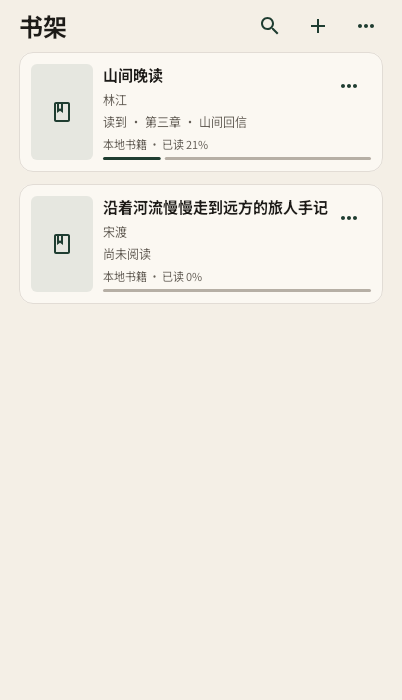 书架
山间晚读
林江
读到 · 第三章 · 山间回信
本地书籍 · 已读 21%
沿着河流慢慢走到远方的旅人手记
宋渡
尚未阅读
本地书籍 · 已读 0%